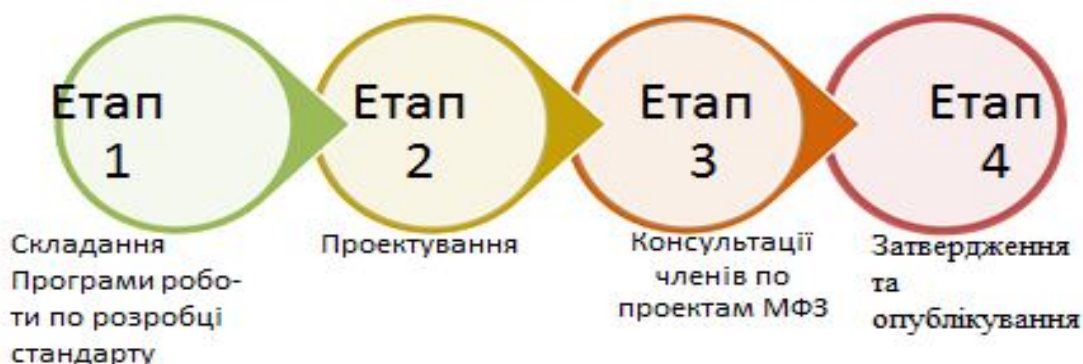 Етап
1
Етап
2
Етап
3
Етап
4
Складання
Програми робо-
ти по розробці
стандарту
Проектування
Консультації
членів по
проектам МФЗ
Затвердження
та
опублікування